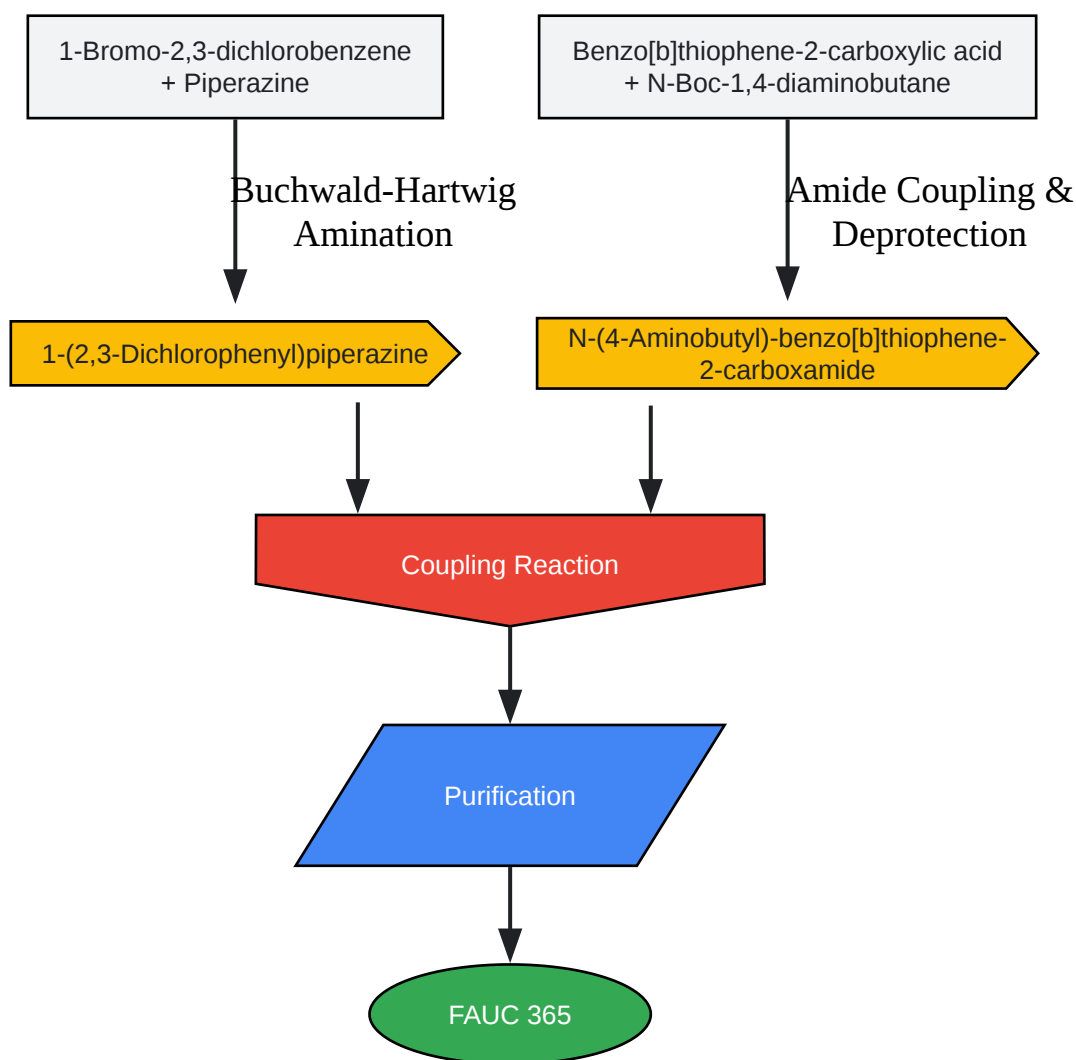 1-Bromo-2,3-dichlorobenzene
+ Piperazine
Benzo[b]thiophene-2-carboxylic acid
+ N-Boc-1,4-diaminobutane
Buchwald-Hartwig
Amination
Amide Coupling &
Deprotection
1-(2,3-Dichlorophenyl)piperazine
N-(4-Aminobutyl)-benzo[b]thiophene-
2-carboxamide
Coupling Reaction
Purification
FAUC 365